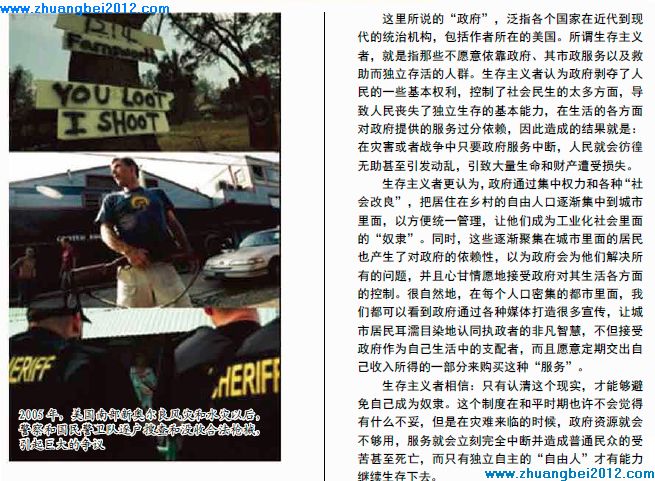 www.zhuangbei2012.com
P14
YOU LOOT
I SHOOT
SHERIFF
SHERIFF
2005 年，美国南部新奥尔良风灾和水灾以后，
警察和国民警卫队逐户搜查和没收合法枪械，
引起巨大的争议
这里所说的“政府”，泛指各个国家在近代到现
代的统治机构，包括作者所在的美国。所谓生存主义
者，就是指那些不愿意依靠政府、其市政服务以及救
助而独立存活的人群。生存主义者认为政府剥夺了人
民的一些基本权利，控制了社会民生的太多方面，导
致人民丧失了独立生存的基本能力，在生活的各方面
对政府提供的服务过分依赖，因此造成的结果就是：
在灾害或者战争中只要政府服务中断，人民就会彷徨
无助甚至引发动乱，引致大量生命和财产遭受损失。
生存主义者更认为，政府通过集中权力和各种“社
会改良”，把居住在乡村的自由人口逐渐集中到城市
里面，以方便统一管理，让他们成为工业化社会里面
的“奴隶”。同时，这些逐渐聚集在城市里面的居民
也产生了对政府的依赖性，以为政府会为他们解决所
有的问题，并且心甘情愿地接受政府对其生活各方面
的控制。很自然地，在每个人口密集的都市里面，我
们都可以看到政府通过各种媒体打造很多宣传，让城
市居民耳濡目染地认同执政者的非凡智慧，不但接受
政府作为自己生活中的支配者，而且愿意定期交出自
己收入所得的一部分来购买这种“服务”。
生存主义者相信：只有认清这个现实，才能够避
免自己成为奴隶。这个制度在和平时期也许不会觉得
有什么不妥，但是在灾难来临的时候，政府资源就会
不够用，服务就会立刻完全中断并造成普通民众的受
苦甚至死亡，而只有独立自主的“自由人”才有能力
继续生存下去。
www.zhuangbei2012.com